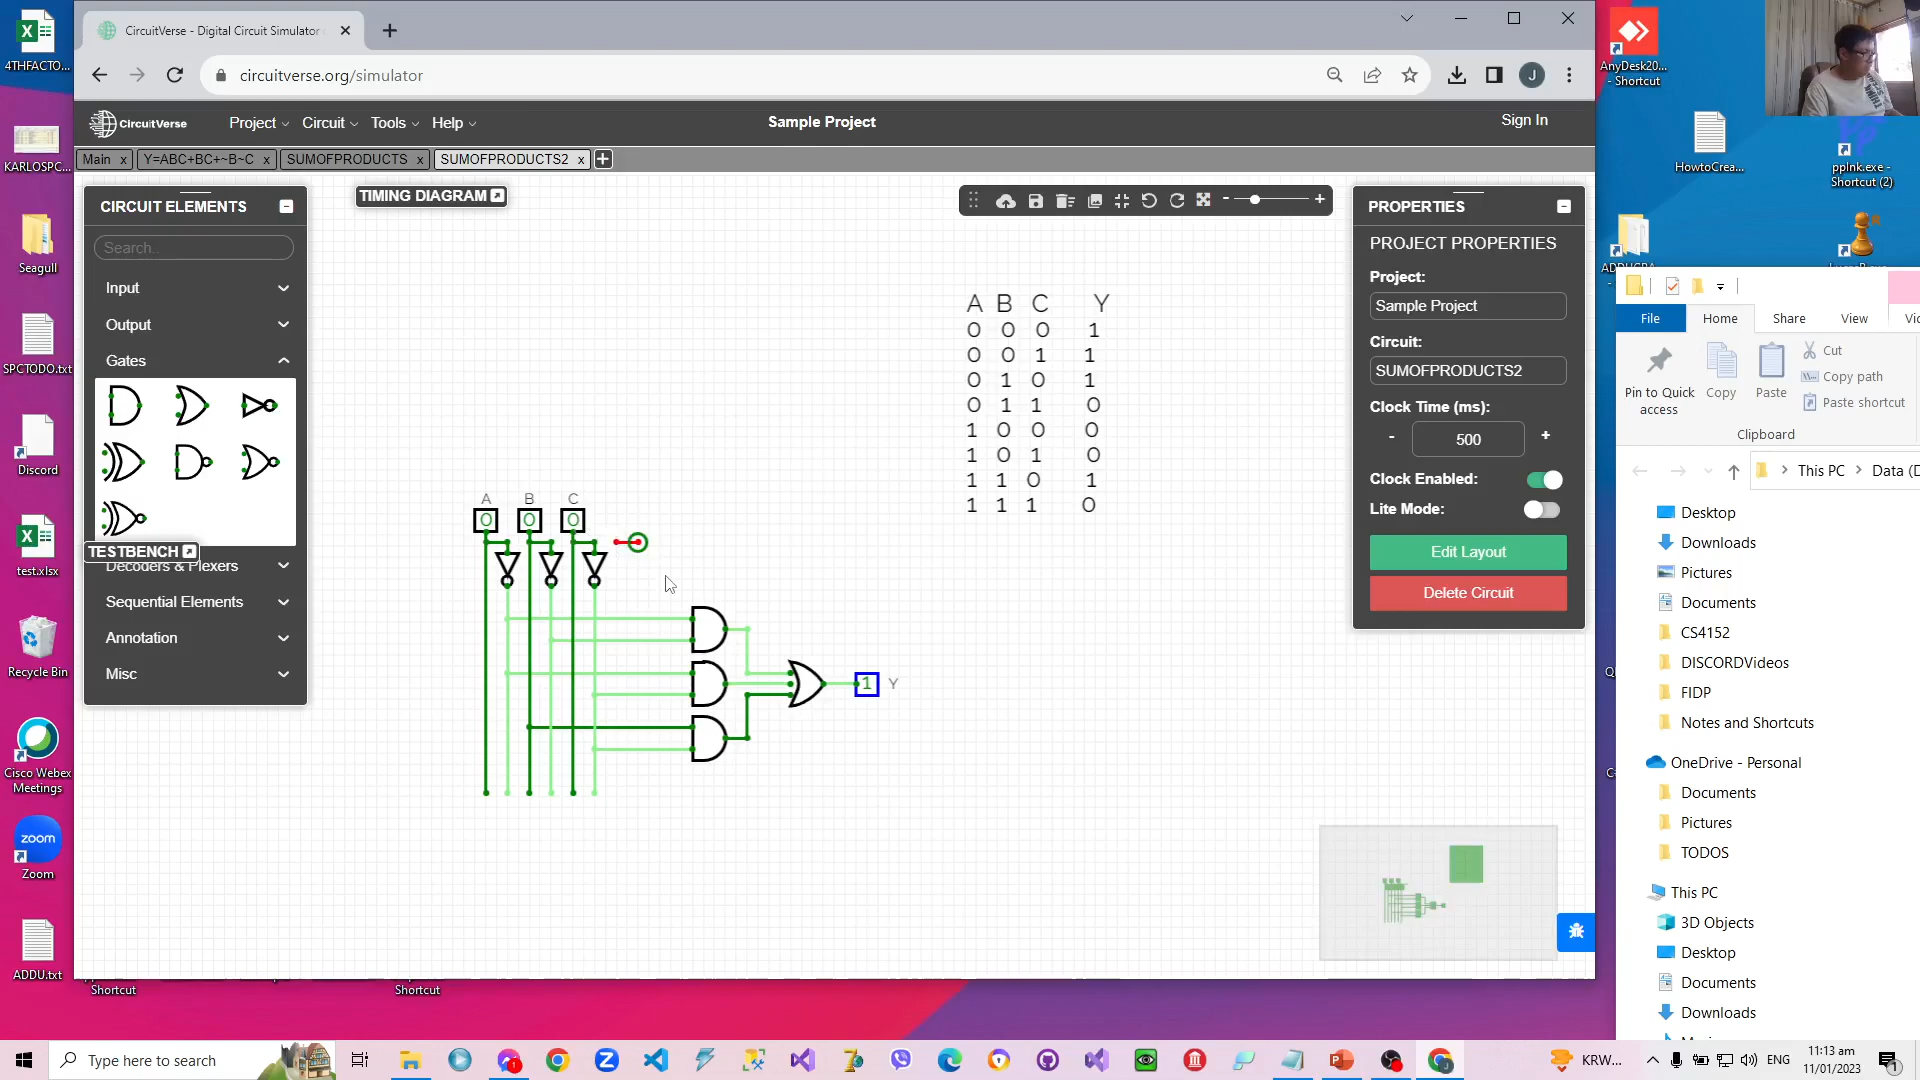 4THFACTO...
KARLOSPC...
Seagull
SPCTODO.txt
Discord
test.xlsx
Recycle Bin
Cisco Webex
Meetings
Zoom
ADDU.txt
CircuitVerse - Digital Circuit Simulator
circuitverse.org/simulator
J
CircuitVerse
Project
Circuit
Tools
Help
Sample Project
Sign In
Main x
Y=ABC+BC+~B~C x
SUMOFPRODUCTS x
SUMOFPRODUCTS2 x
CIRCUIT ELEMENTS
Search..
Input
Output
Gates
TESTBENCH
Decoders & Plexers
Sequential Elements
Annotation
Misc
TIMING DIAGRAM
A B C Y
0 0 0 1
0 0 1 1
0 1 0 1
0 1 1 0
1 0 0 0
1 0 1 0
1 1 0 1
1 1 1 0
A B C
0 0 0
1 Y
PROPERTIES
PROJECT PROPERTIES
Project:
Sample Project
Circuit:
SUMOFPRODUCTS2
Clock Time (ms):
- 500 +
Clock Enabled:
Lite Mode:
Edit Layout
Delete Circuit
Shortcut
Shortcut
AnyDesk20...
- Shortcut
HowtoCrea...
ppInk.exe -
Shortcut (2)
File
Home
Share
View
Pin to Quick
access
Copy
Paste
Cut
Copy path
Paste shortcut
Clipboard
This PC
Data (D
Desktop
Downloads
Pictures
Documents
CS4152
DISCORDVideos
FIDP
Notes and Shortcuts
OneDrive - Personal
Documents
Pictures
TODOS
This PC
3D Objects
Desktop
Documents
Downloads
Type here to search
KRW...
ENG
11:13 am
11/01/2023
1